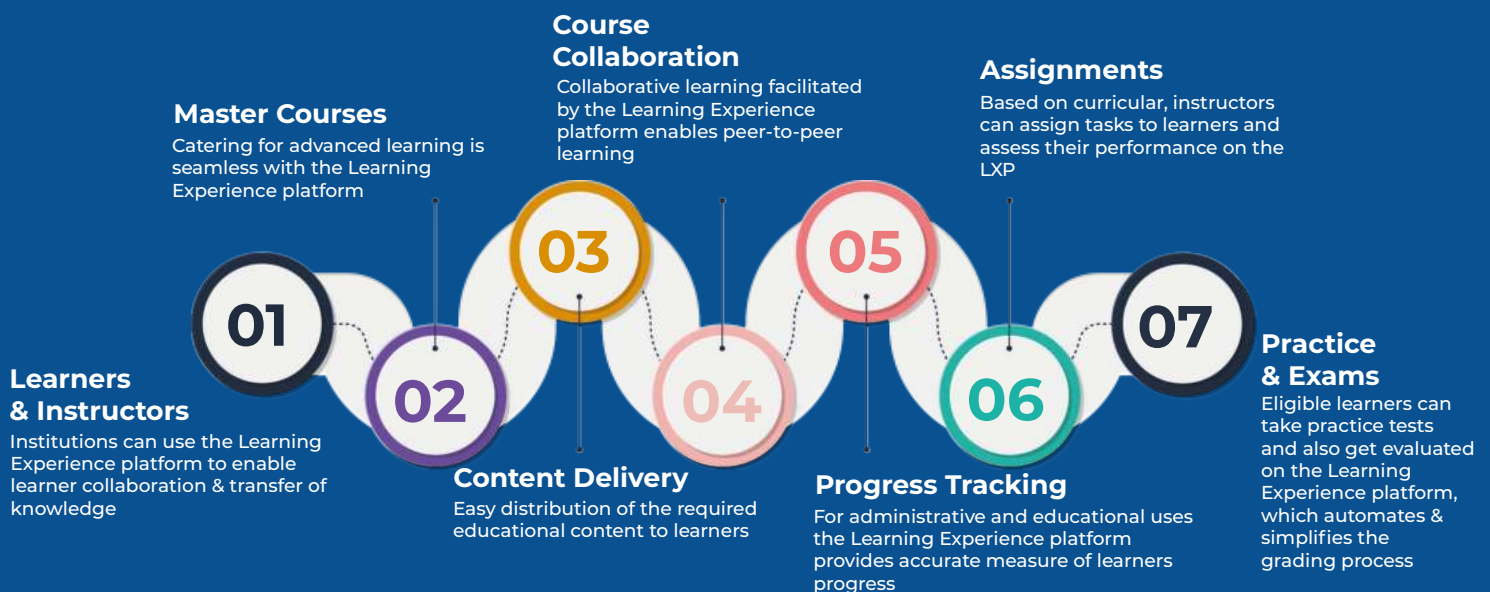 01
Learners
& Instructors
Institutions can use the Learning
Experience platform to enable
learner collaboration & transfer of
knowledge
02
Master Courses
Catering for advanced learning is
seamless with the Learning
Experience platform
03
Content Delivery
Easy distribution of the required
educational content to learners
04
Course
Collaboration
Collaborative learning facilitated
by the Learning Experience
platform enables peer-to-peer
learning
05
Progress Tracking
For administrative and educational uses
the Learning Experience platform
provides accurate measure of learners
progress
06
Assignments
Based on curricular, instructors
can assign tasks to learners and
assess their performance on the
LXP
07
Practice
& Exams
Eligible learners can
take practice tests
and also get evaluated
on the Learning
Experience platform,
which automates &
simplifies the
grading process